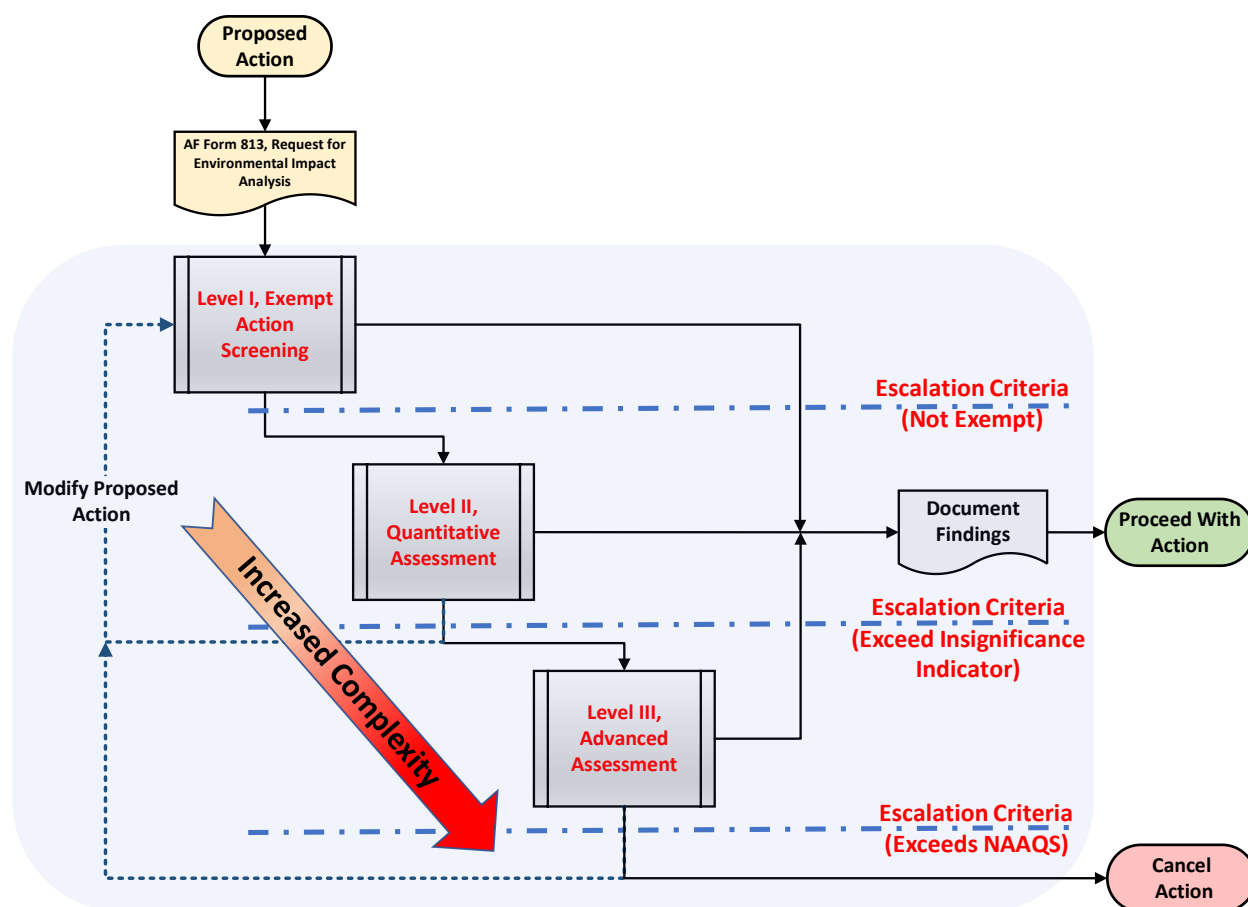 Proposed
Action
AF Form 813, Request for
Environmental Impact
Analysis
Level I, Exempt
Action
Screening
Escalation Criteria
(Not Exempt)
Modify Proposed
Action
Level II,
Quantitative
Assessment
Document
Findings
Proceed With
Action
Increased Complexity
Escalation Criteria
(Exceed Insignificance
Indicator)
Level III,
Advanced
Assessment
Escalation Criteria
(Exceeds NAAQS)
Cancel
Action